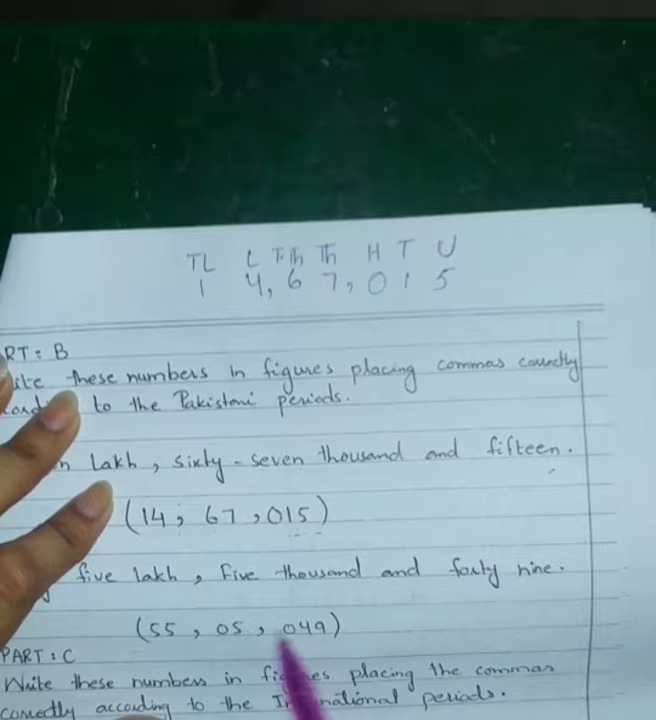 TL L T.Th Th H T U
1 4, 6 7, 0 1 5
RT: B
these numbers in figures placing commas correctly
to the Pakistani periods.
n lakh, sixty-seven thousand and fifteen.
(14, 67, 015)
five lakh, Five thousand and forty nine.
(55, 05, 049)
PART: C
Write these numbers in figures placing the commas
correctly according to the International periods.